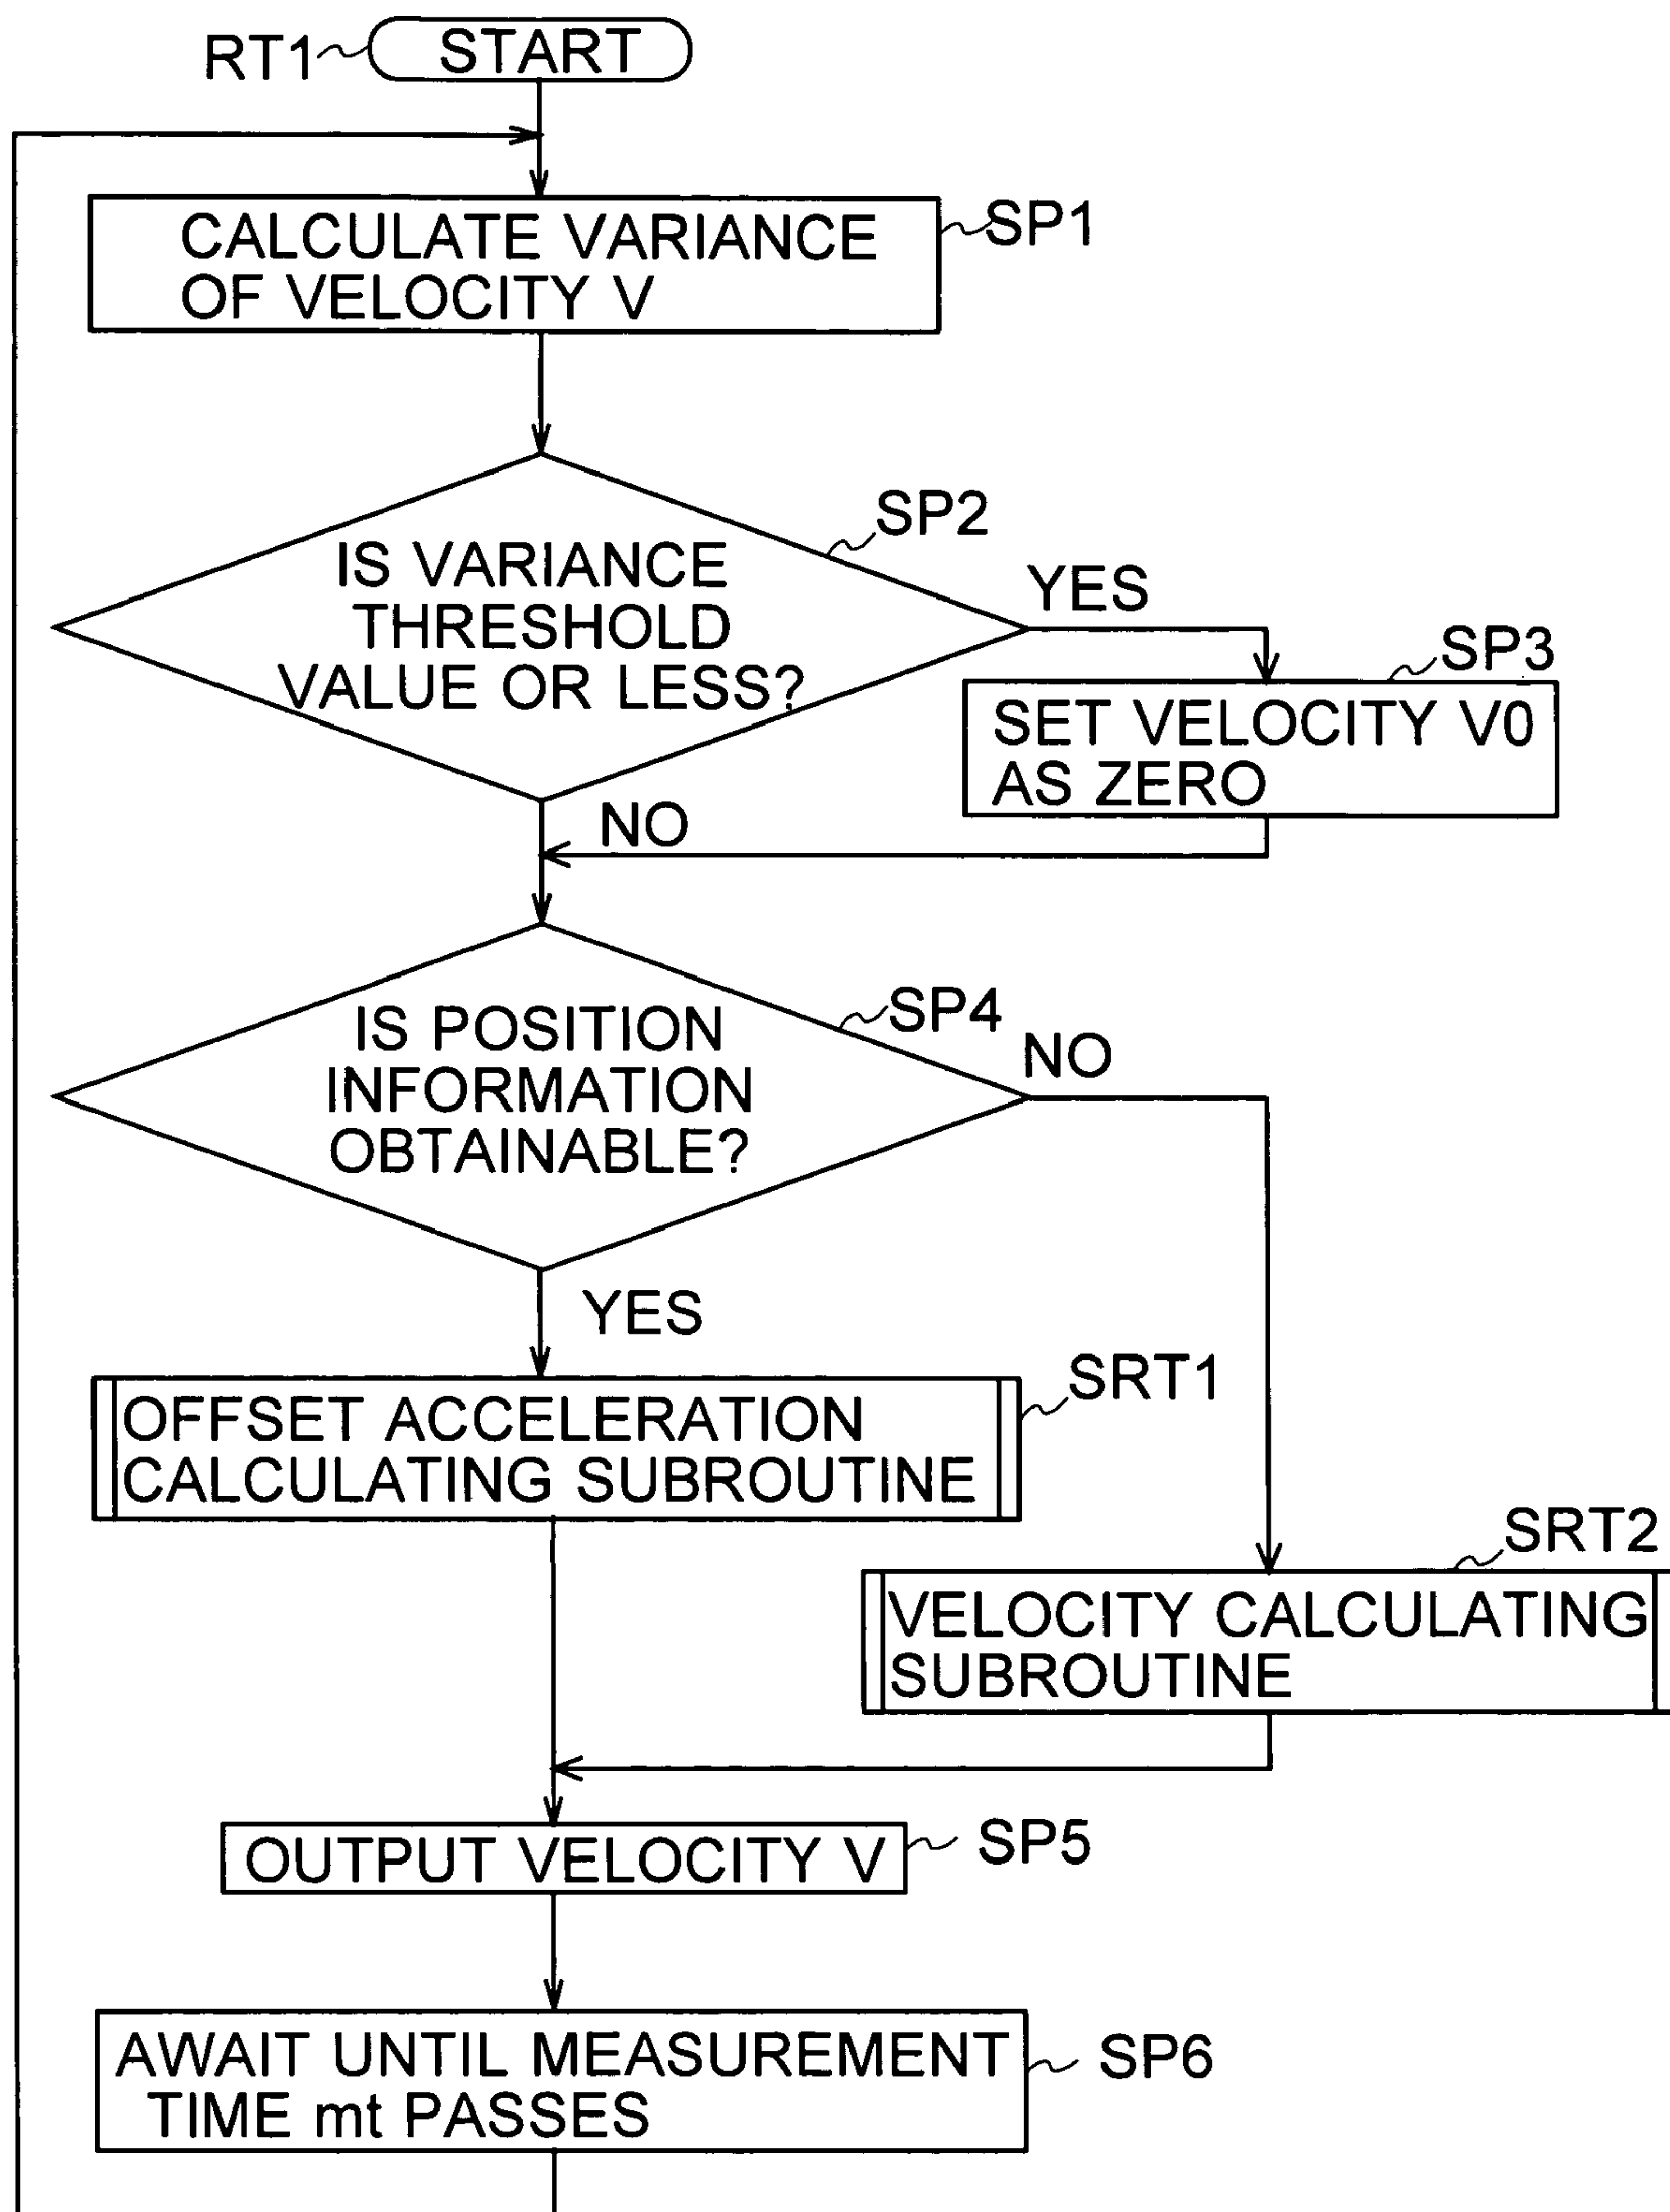 RT1
START
CALCULATE VARIANCE
OF VELOCITY V
SP1
SP2
IS VARIANCE
THRESHOLD
VALUE OR LESS?
YES
SP3
SET VELOCITY V0
AS ZERO
NO
SP4
IS POSITION
INFORMATION
OBTAINABLE?
NO
YES
SRT1
OFFSET ACCELERATION
CALCULATING SUBROUTINE
SRT2
VELOCITY CALCULATING
SUBROUTINE
OUTPUT VELOCITY V
SP5
AWAIT UNTIL MEASUREMENT
TIME mt PASSES
SP6